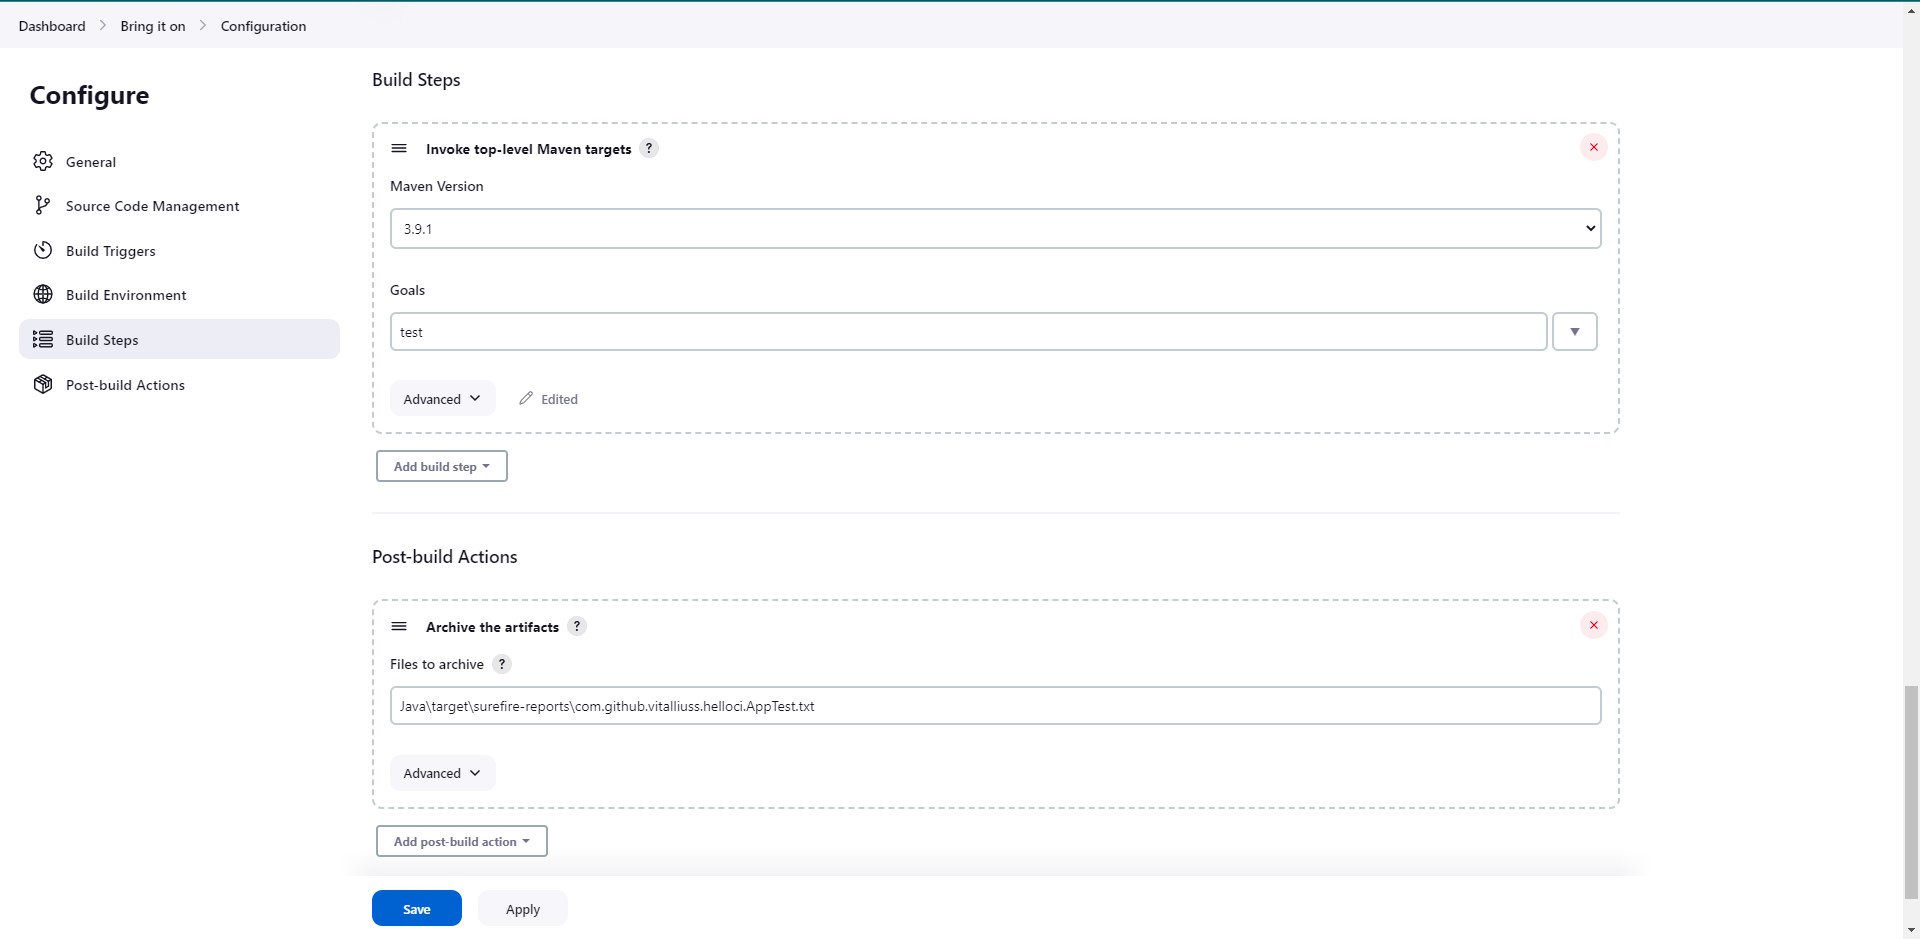 Dashboard > Bring it on > Configuration
Configure
General
Source Code Management
Build Triggers
Build Environment
Build Steps
Post-build Actions
Build Steps
Invoke top-level Maven targets ?
Maven Version
3.9.1
Goals
test
Advanced
Edited
Add build step
Post-build Actions
Archive the artifacts ?
Files to archive ?
Java\target\surefire-reports\com.github.vitalliuss.helloci.AppTest.txt
Advanced
Add post-build action
Save
Apply